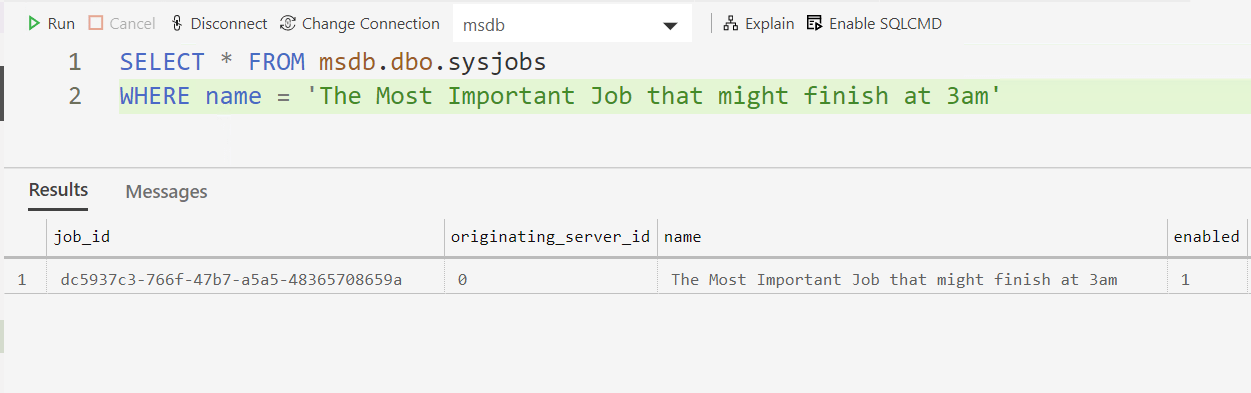 Run Cancel Disconnect Change Connection msdb Explain Enable SQLCMD
1 SELECT * FROM msdb.dbo.sysjobs
2 WHERE name = 'The Most Important Job that might finish at 3am'
Results Messages
job_id originating_server_id name enabled
1 dc5937c3-766f-47b7-a5a5-48365708659a 0 The Most Important Job that might finish at 3am 1